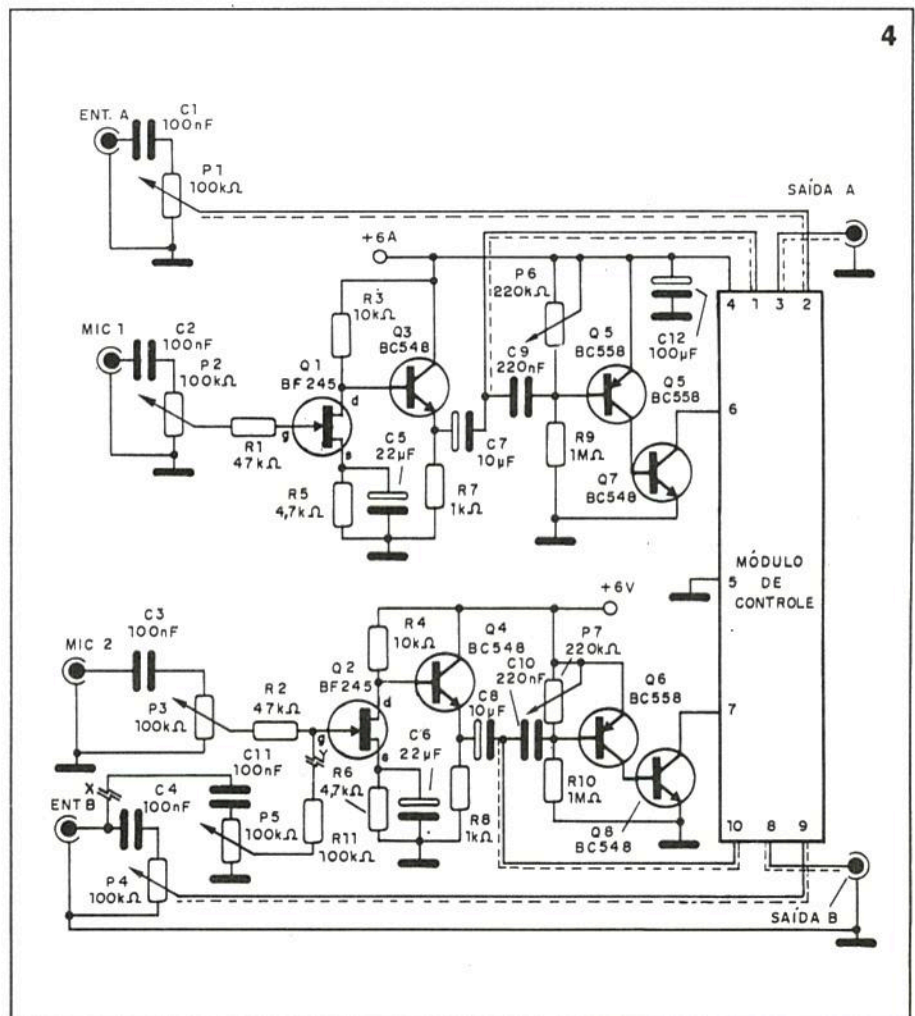 4
ENT. A
C1
100nF
P1
100kΩ
SAÍDA A
+6A
MIC 1
C2
100nF
P2
100kΩ
R1
47kΩ
R3
10kΩ
Q1
BF245
g
d
s
R5
4,7kΩ
C5
22µF
Q3
BC548
R7
1kΩ
C7
10µF
P6
220kΩ
C9
220nF
R9
1MΩ
Q5
BC558
Q5
BC558
Q7
BC548
C12
100µF
4
1
3
2
6
5
7
10
8
9
MÓDULO
DE
CONTROLE
MIC 2
C3
100nF
P3
100kΩ
R2
47kΩ
+6V
R4
10kΩ
Q2
BF245
g
d
s
Y
R6
4,7kΩ
C6
22µF
Q4
BC548
R8
1kΩ
C8
10µF
C10
220nF
P7
220kΩ
R10
1MΩ
Q6
BC558
Q8
BC548
ENT B
X
C4
100nF
P4
100kΩ
C11
100nF
P5
100kΩ
R11
100kΩ
SAÍDA B